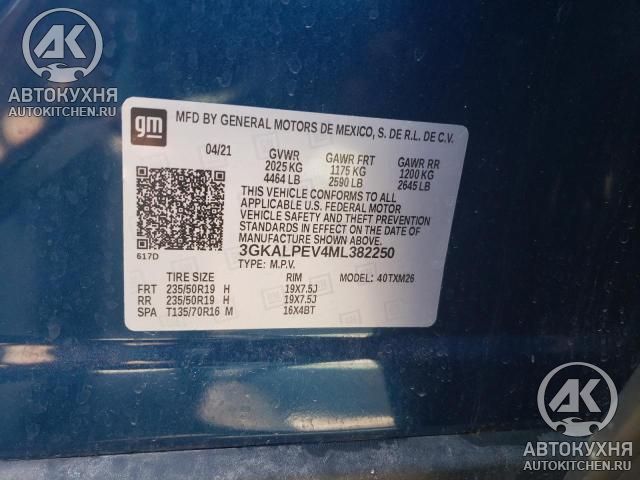 АК
АВТОКУХНЯ
AUTOKITCHEN.RU
gm
MFD BY GENERAL MOTORS DE MEXICO, S. DE R.L. DE C.V.
04/21 GVWR GAWR FRT GAWR RR
2025 KG 1175 KG 1200 KG
4464 LB 2590 LB 2645 LB
THIS VEHICLE CONFORMS TO ALL
APPLICABLE U.S. FEDERAL MOTOR
VEHICLE SAFETY AND THEFT PREVENTION
STANDARDS IN EFFECT ON THE DATE OF
MANUFACTURE SHOWN ABOVE.
617D
3GKALPEV4ML382250
TYPE: M.P.V. MODEL: 40TXM26
TIRE SIZE RIM
FRT 235/50R19 H 19X7.5J
RR 235/50R19 H 19X7.5J
SPA T135/70R16 M 16X4BT
АК
АВТОКУХНЯ
AUTOKITCHEN.RU